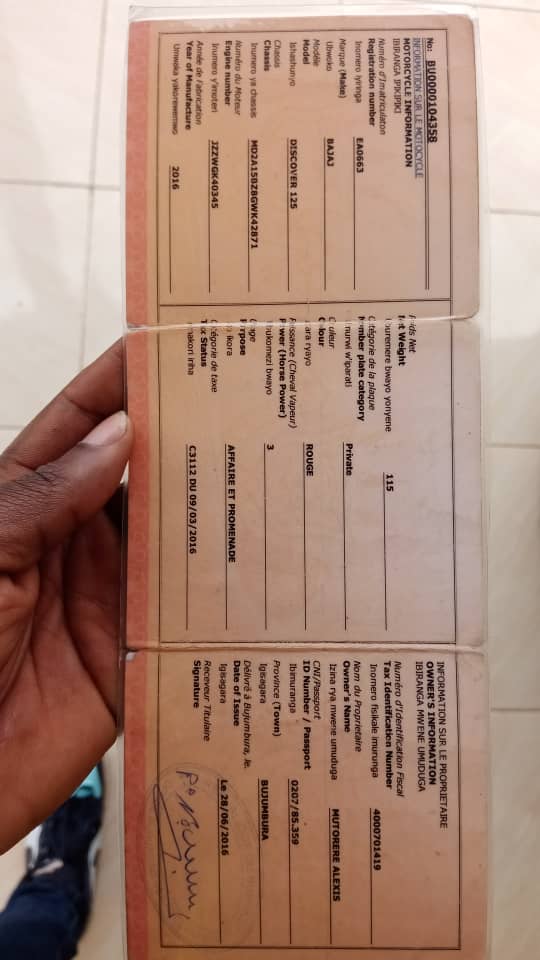 No: BU0000104358
INFORMATION SUR LE MOTOCYCLE
MOTORCYCLE INFORMATION
IBIRANGA IPIKIPIKI
Numéro d'Imatriculaton
Registration number
Inomero iyiringa EA0663
Marque (Make)
Ubwoko BAJAJ
Modéle
Model
Ishashunyo DISCOVER 125
Chassis
Chassis
Inumero ya chassis MD2A15BZ8GWK42871
Numéro du Moteur
Engine number
Inumero y'imoteri JZZWGK40345
Année de Fabrication
Year of Manufacture
Umwaka yakorewemwo 2016
Poids Net
Net Weight
Uburemere bwayo yonyene 115
Catégorie de la plaque
Number plate category
w'iparati Private
Couleur
Colour
Ibara ryayo ROUGE
Puissance (Cheval Vapeur)
Power (Horse Power)
Ubukomezi bwayo 3
Usage
Purpose
ikora AFFAIRE ET PROMENADE
Catégorie de taxe
Tax Status
iriha C3112 DU 09/03/2016
INFORMATION SUR LE PROPRIETAIRE
OWNER'S INFORMATION
IBIRANGA MWENE UMUDUGA
Numéro d'Identification Fiscal
Tax Identification Number
Inomero fisikale imurunga 4000701419
Nom du Proprietaire
Owner's Name
Izina rya mwene umuduga MUTORERE ALEXIS
CNI/Passport
ID Number / Passport
Ibimuranga 0207/85.359
Province (Town)
Igisagara BUJUMBURA
Délivré à Bujumbura, le.
Date of Issue
Igisagara Le 28/06/2016
Receveur Titulaire
Signature